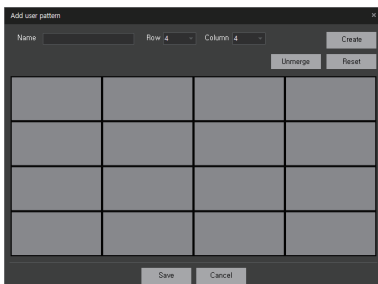 Add user pattern ×
Name Row 4 Column 4 Create
Unmerge Reset
Save Cancel